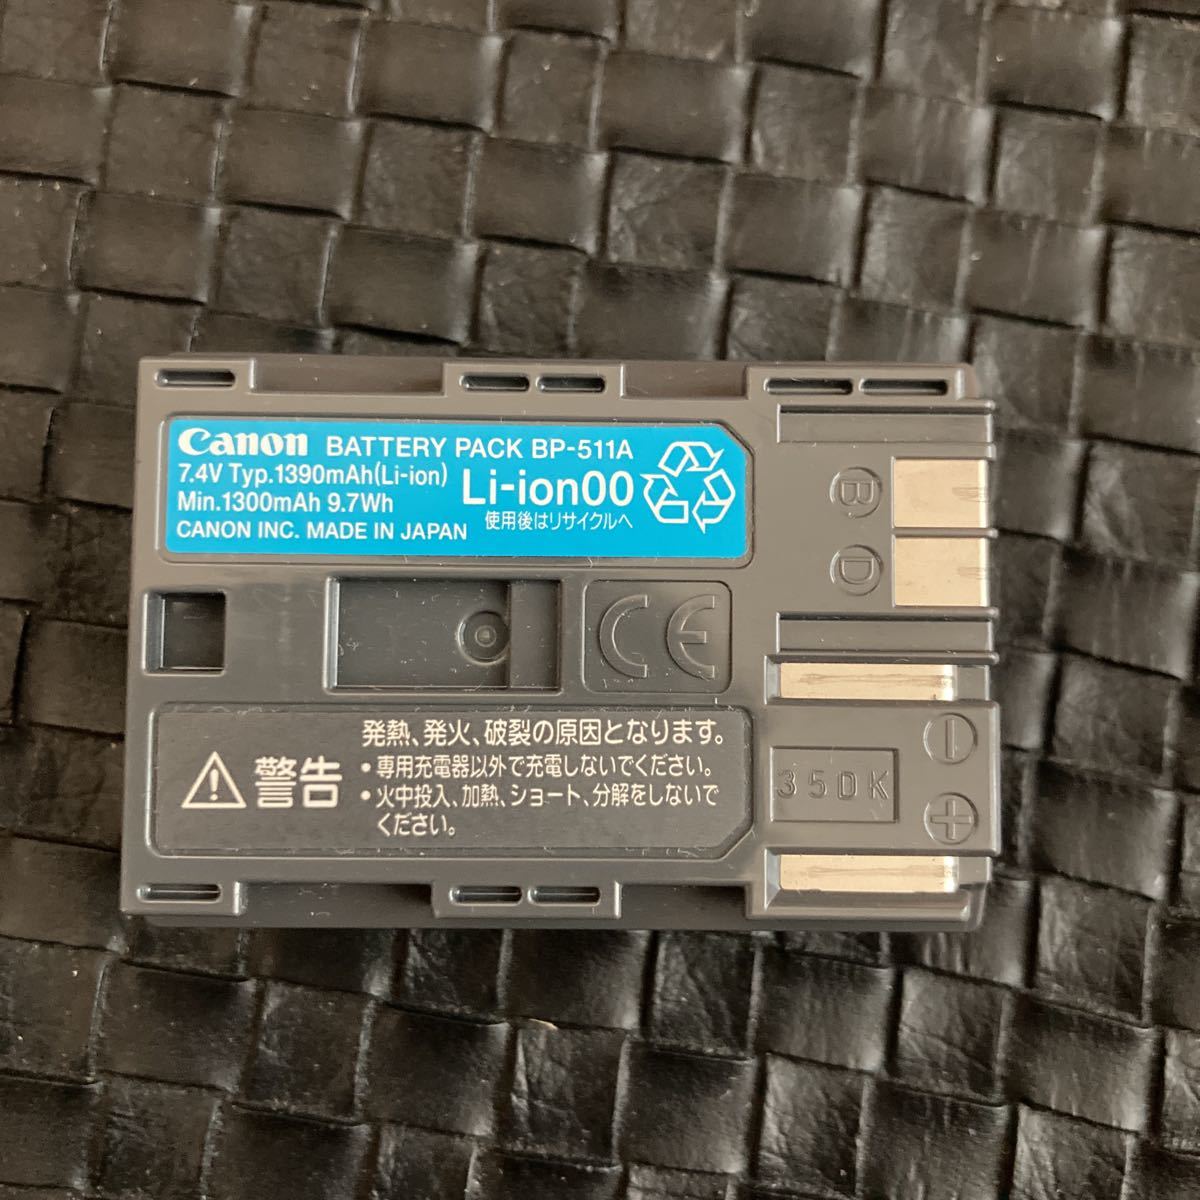 Canon BATTERY PACK BP-511A
7.4V Typ.1390mAh(Li-ion)
Min.1300mAh 9.7Wh
CANON INC. MADE IN JAPAN
Li-ion00
使用後はリサイクルへ
B
D
CE
警告
発熱、発火、破裂の原因となります。
・専用充電器以外で充電しないでください。
・火中投入、加熱、ショート、分解をしないで
ください。
35DK
−
+